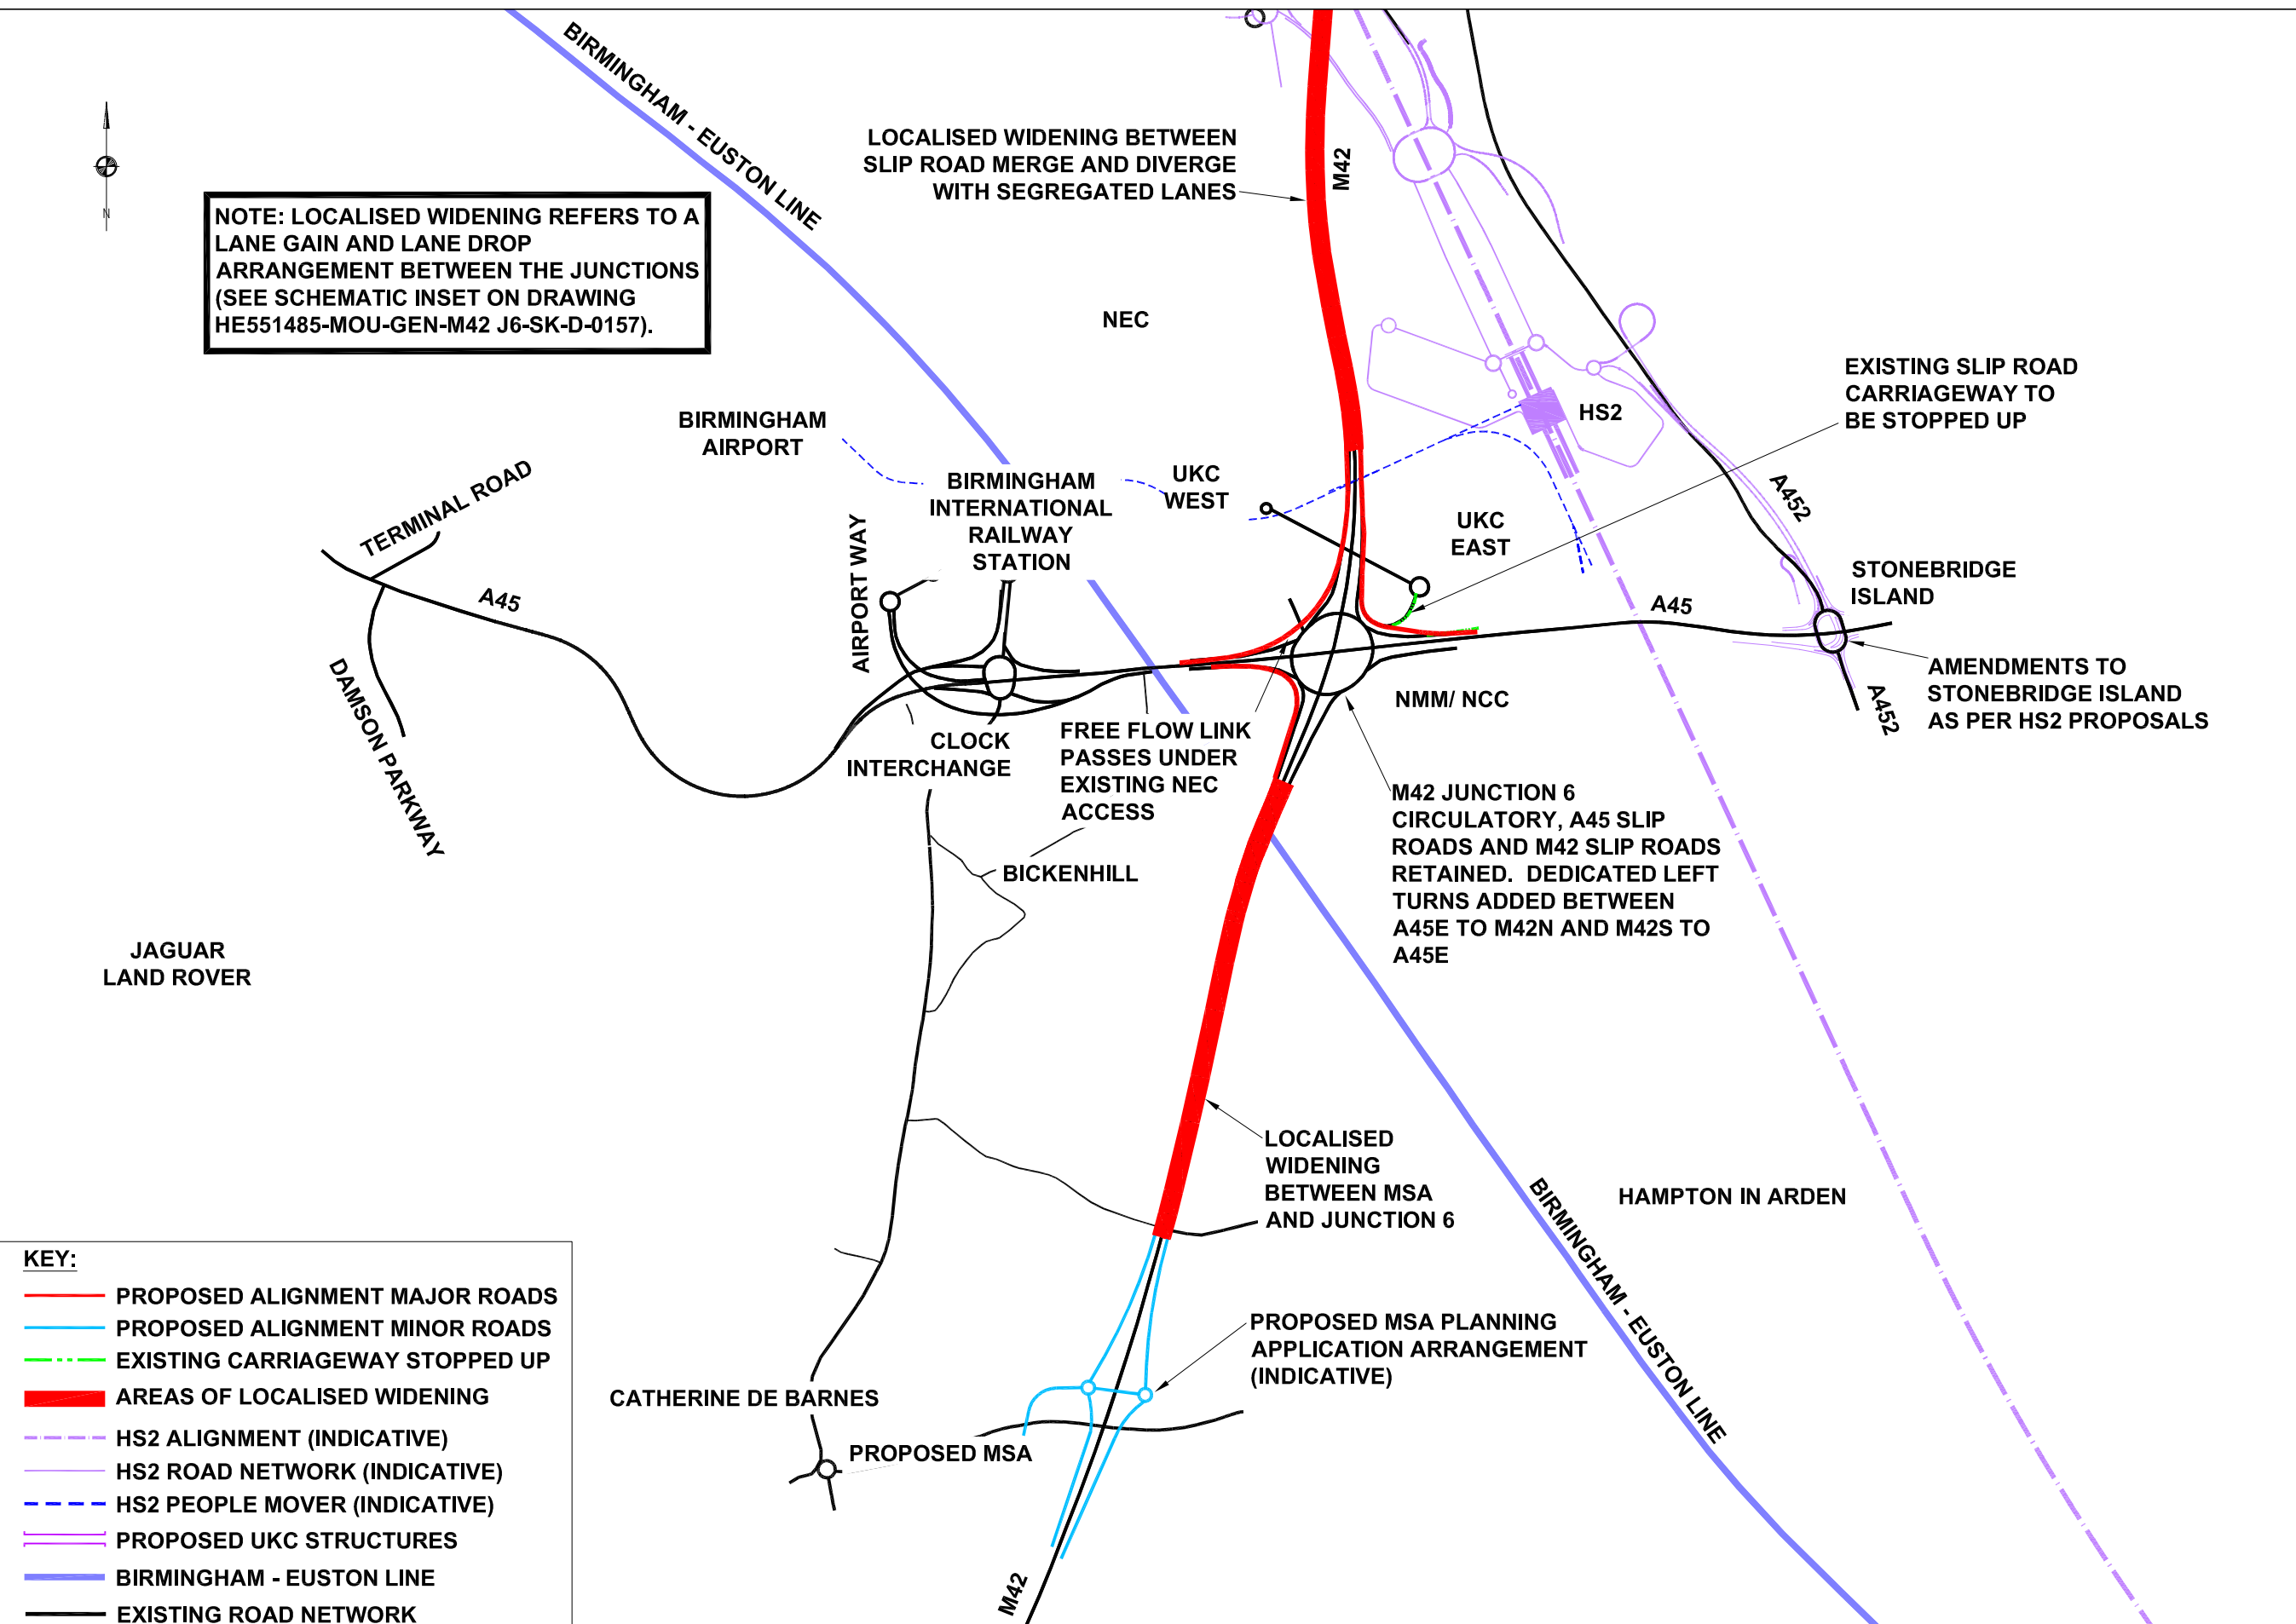 BIRMINGHAM - EUSTON LINE
LOCALISED WIDENING BETWEEN
SLIP ROAD MERGE AND DIVERGE
WITH SEGREGATED LANES
M42
N
NOTE: LOCALISED WIDENING REFERS TO A
LANE GAIN AND LANE DROP
ARRANGEMENT BETWEEN THE JUNCTIONS
(SEE SCHEMATIC INSET ON DRAWING
HE551485-MOU-GEN-M42 J6-SK-D-0157).
NEC
EXISTING SLIP ROAD
CARRIAGEWAY TO
BE STOPPED UP
HS2
BIRMINGHAM
AIRPORT
BIRMINGHAM
INTERNATIONAL
RAILWAY
STATION
UKC
WEST
UKC
EAST
A452
TERMINAL ROAD
AIRPORT WAY
A45
A45
STONEBRIDGE
ISLAND
DAMSON PARKWAY
AMENDMENTS TO
STONEBRIDGE ISLAND
AS PER HS2 PROPOSALS
A452
NMM/ NCC
CLOCK
INTERCHANGE
FREE FLOW LINK
PASSES UNDER
EXISTING NEC
ACCESS
M42 JUNCTION 6
CIRCULATORY, A45 SLIP
ROADS AND M42 SLIP ROADS
RETAINED.  DEDICATED LEFT
TURNS ADDED BETWEEN
A45E TO M42N AND M42S TO
A45E
BICKENHILL
JAGUAR
LAND ROVER
LOCALISED
WIDENING
BETWEEN MSA
AND JUNCTION 6
HAMPTON IN ARDEN
BIRMINGHAM - EUSTON LINE
PROPOSED MSA PLANNING
APPLICATION ARRANGEMENT
(INDICATIVE)
CATHERINE DE BARNES
PROPOSED MSA
M42
KEY:
PROPOSED ALIGNMENT MAJOR ROADS
PROPOSED ALIGNMENT MINOR ROADS
EXISTING CARRIAGEWAY STOPPED UP
AREAS OF LOCALISED WIDENING
HS2 ALIGNMENT (INDICATIVE)
HS2 ROAD NETWORK (INDICATIVE)
HS2 PEOPLE MOVER (INDICATIVE)
PROPOSED UKC STRUCTURES
BIRMINGHAM - EUSTON LINE
EXISTING ROAD NETWORK